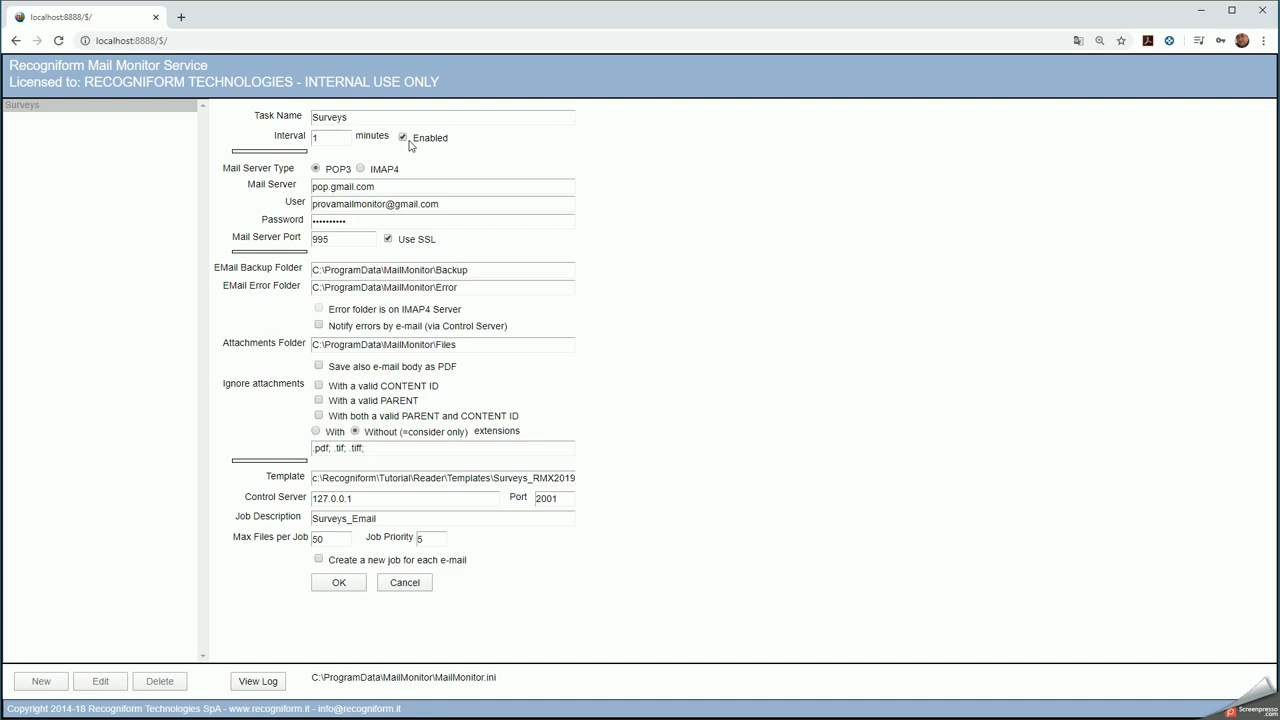 localhost:8888/$/
localhost:8888/$/
Recogniform Mail Monitor Service
Licensed to: RECOGNIFORM TECHNOLOGIES - INTERNAL USE ONLY
Surveys
Task Name Surveys
Interval 1 minutes Enabled
Mail Server Type POP3 IMAP4
Mail Server pop.gmail.com
User provamailmonitor@gmail.com
Password ••••••••••
Mail Server Port 995 Use SSL
EMail Backup Folder C:\ProgramData\MailMonitor\Backup
EMail Error Folder C:\ProgramData\MailMonitor\Error
Error folder is on IMAP4 Server
Notify errors by e-mail (via Control Server)
Attachments Folder C:\ProgramData\MailMonitor\Files
Save also e-mail body as PDF
Ignore attachments With a valid CONTENT ID
With a valid PARENT
With both a valid PARENT and CONTENT ID
With Without (=consider only) extensions
.pdf; .tif; .tiff;
Template c:\Recogniform\Tutorial\Reader\Templates\Surveys_RMX2019
Control Server 127.0.0.1 Port 2001
Job Description Surveys_Email
Max Files per Job 50 Job Priority 5
Create a new job for each e-mail
OK Cancel
New Edit Delete View Log C:\ProgramData\MailMonitor\MailMonitor.ini
Copyright 2014-18 Recogniform Technologies SpA - www.recogniform.it - info@recogniform.it
Screenpresso
.com